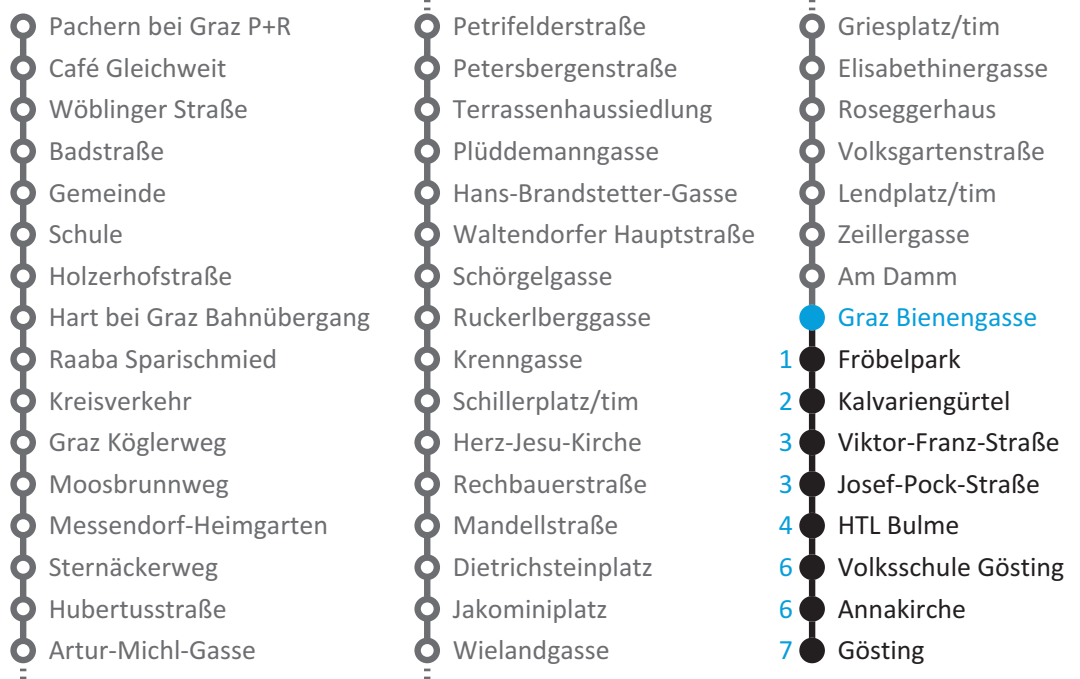 Pachern bei Graz P+R
Café Gleichweit
Wöblinger Straße
Badstraße
Gemeinde
Schule
Holzerhofstraße
Hart bei Graz Bahnübergang
Raaba Sparischmied
Kreisverkehr
Graz Köglerweg
Moosbrunnweg
Messendorf-Heimgarten
Sternäckerweg
Hubertusstraße
Artur-Michl-Gasse
Petrifelderstraße
Petersbergenstraße
Terrassenhaussiedlung
Plüddemanngasse
Hans-Brandstetter-Gasse
Waltendorfer Hauptstraße
Schörgelgasse
Ruckerlberggasse
Krenngasse
Schillerplatz/tim
Herz-Jesu-Kirche
Rechbauerstraße
Mandellstraße
Dietrichsteinplatz
Jakominiplatz
Wielandgasse
Griesplatz/tim
Elisabethinergasse
Roseggerhaus
Volksgartenstraße
Lendplatz/tim
Zeillergasse
Am Damm
Graz Bienengasse
1 Fröbelpark
2 Kalvariengürtel
3 Viktor-Franz-Straße
3 Josef-Pock-Straße
4 HTL Bulme
6 Volksschule Gösting
6 Annakirche
7 Gösting